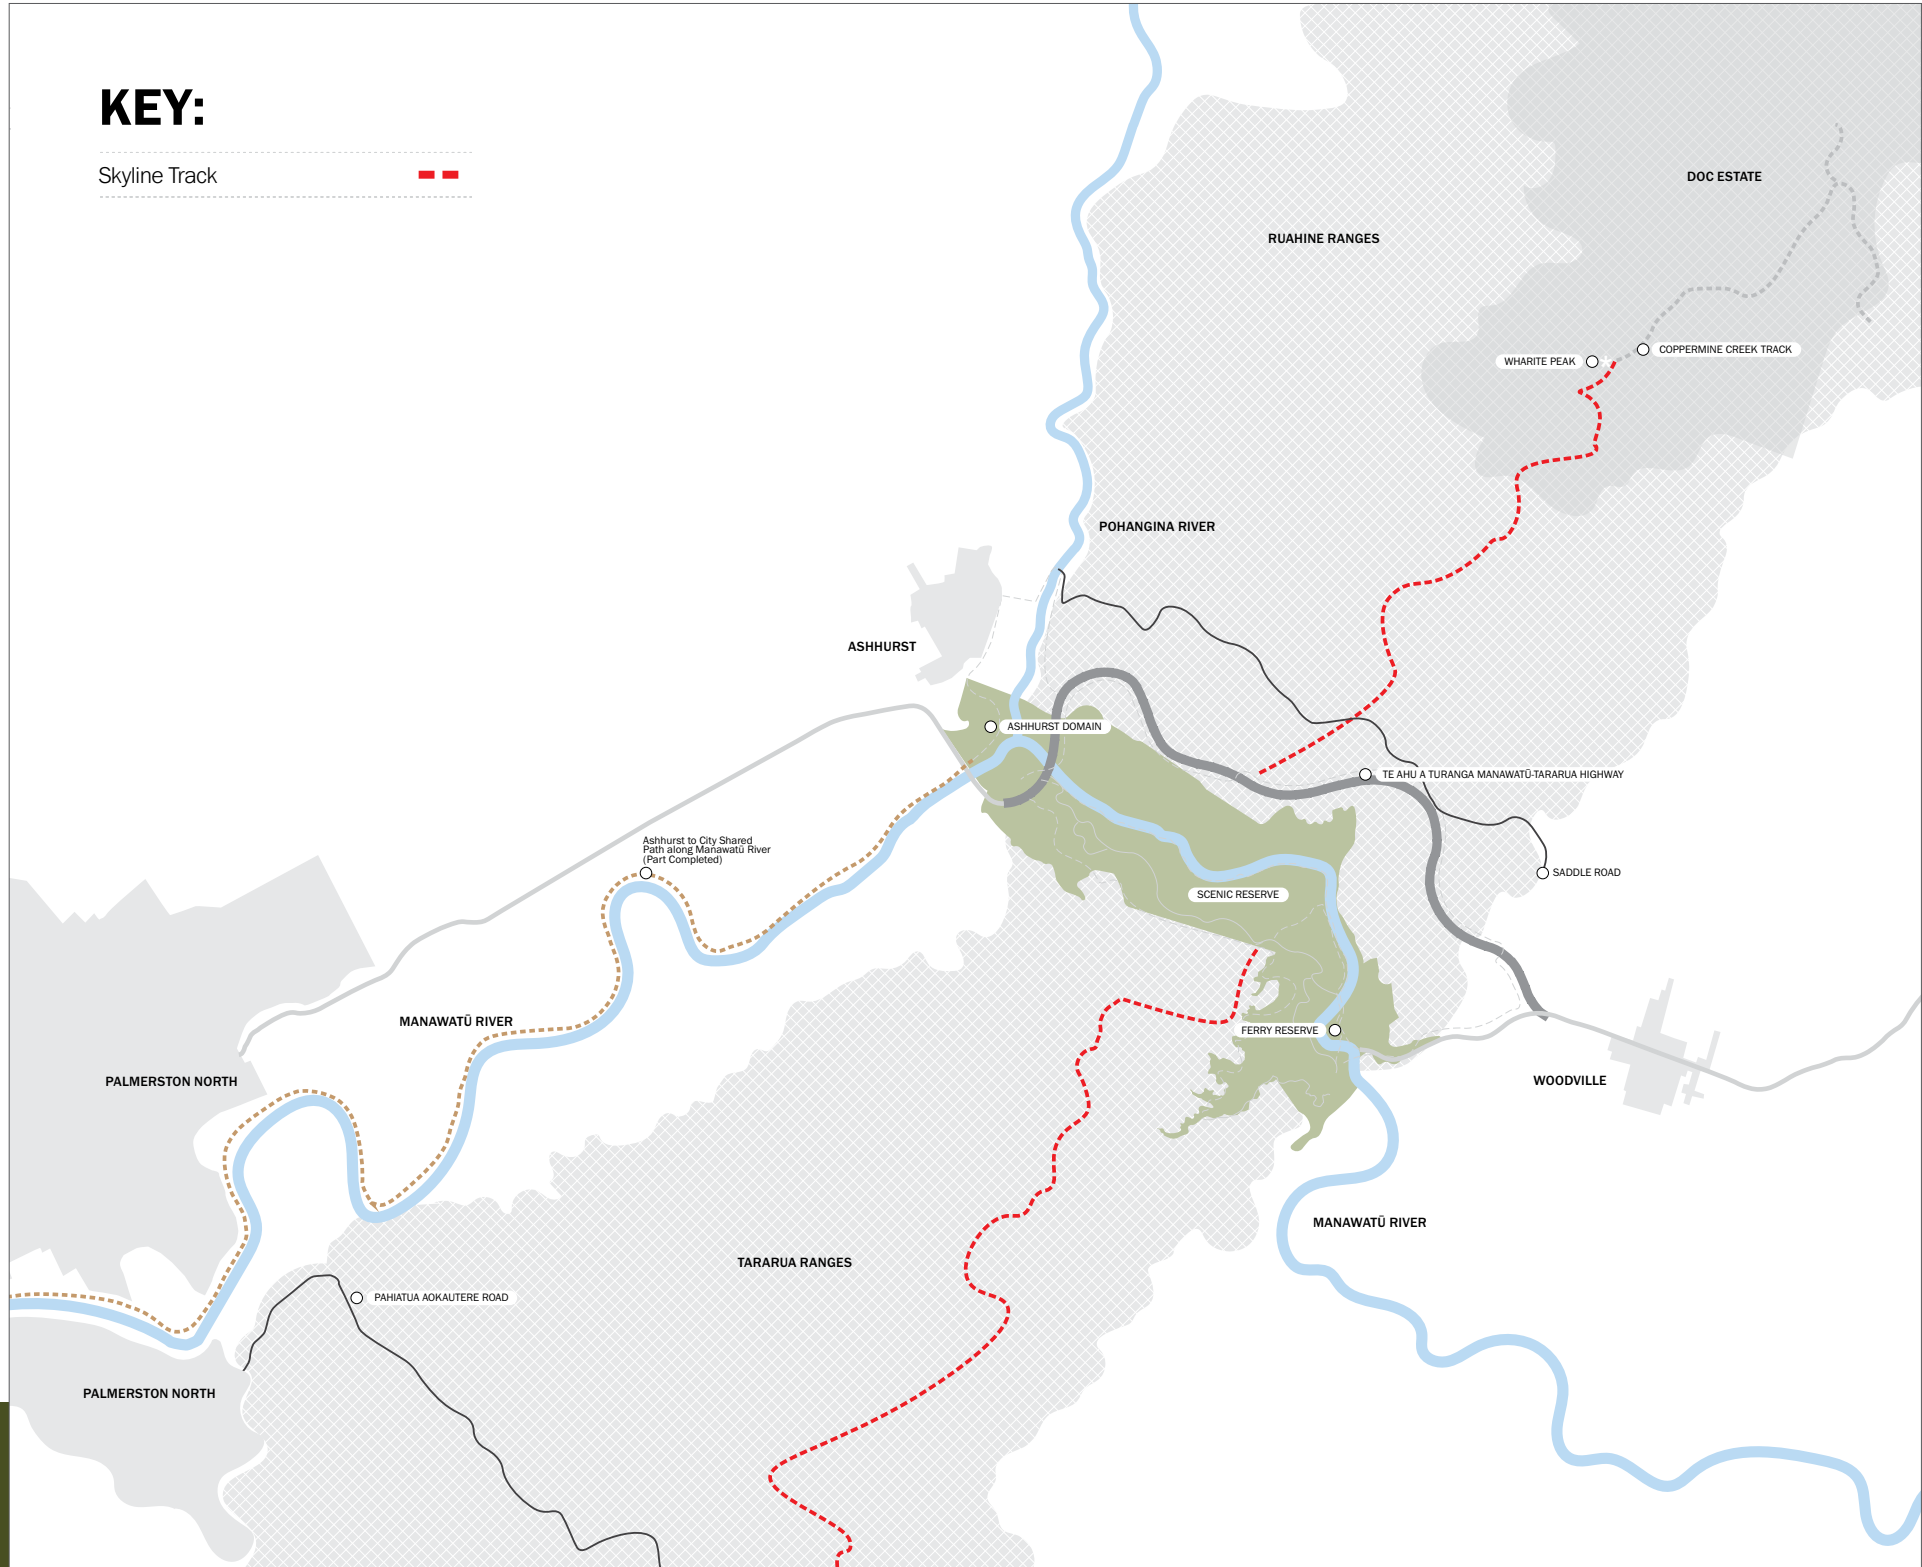 KEY:
Skyline Track
DOC ESTATE
RUAHINE RANGES
COPPERMINE CREEK TRACK
WHARITE PEAK
POHANGINA RIVER
ASHHURST
ASHHURST DOMAIN
TE AHU A TURANGA MANAWATŪ-TARARUA HIGHWAY
Ashhurst to City Shared
Path along Manawatū River
(Part Completed)
SADDLE ROAD
SCENIC RESERVE
MANAWATŪ RIVER
FERRY RESERVE
PALMERSTON NORTH
WOODVILLE
MANAWATŪ RIVER
TARARUA RANGES
PAHIATUA AOKAUTERE ROAD
PALMERSTON NORTH